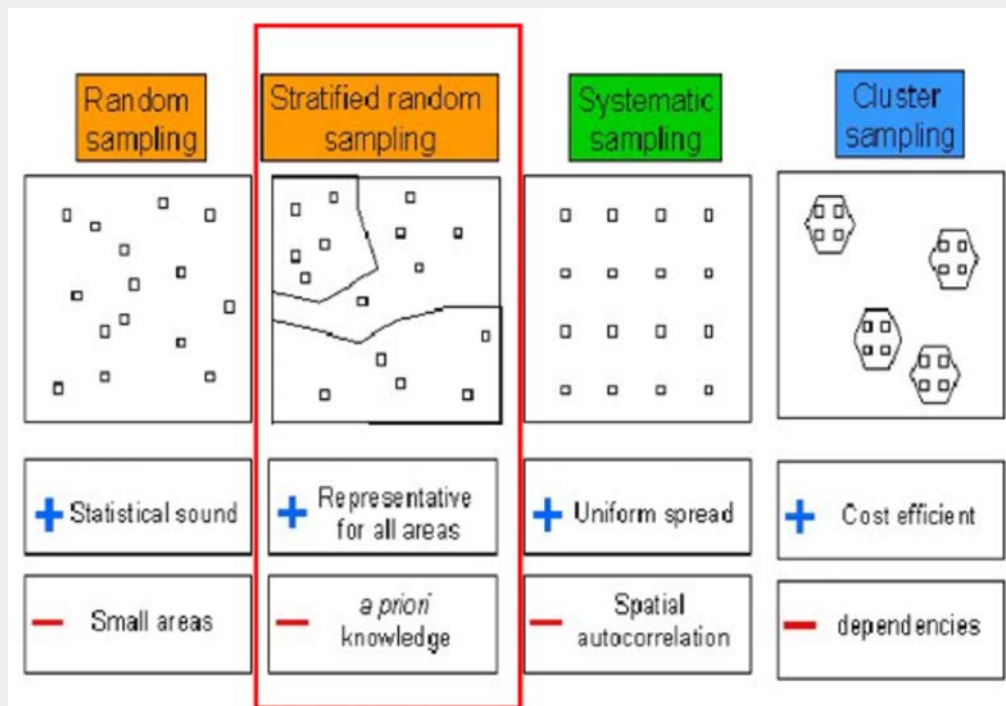 Random
sampling
Stratified random
sampling
Systematic
sampling
Cluster
sampling
+ Statistical sound
+ Representative
for all areas
+ Uniform spread
+ Cost efficient
− Small areas
− a priori
knowledge
− Spatial
autocorrelation
− dependencies